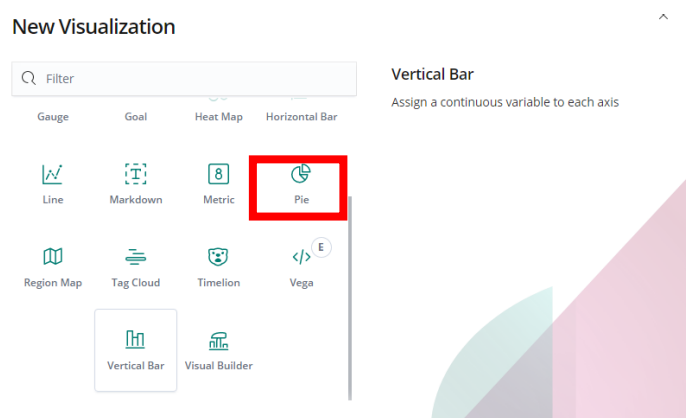 New Visualization
Filter
Vertical Bar
Assign a continuous variable to each axis
Gauge
Goal
Heat Map
Horizontal Bar
T
8
Line
Markdown
Metric
Pie
E
Region Map
Tag Cloud
Timelion
Vega
Vertical Bar
Visual Builder